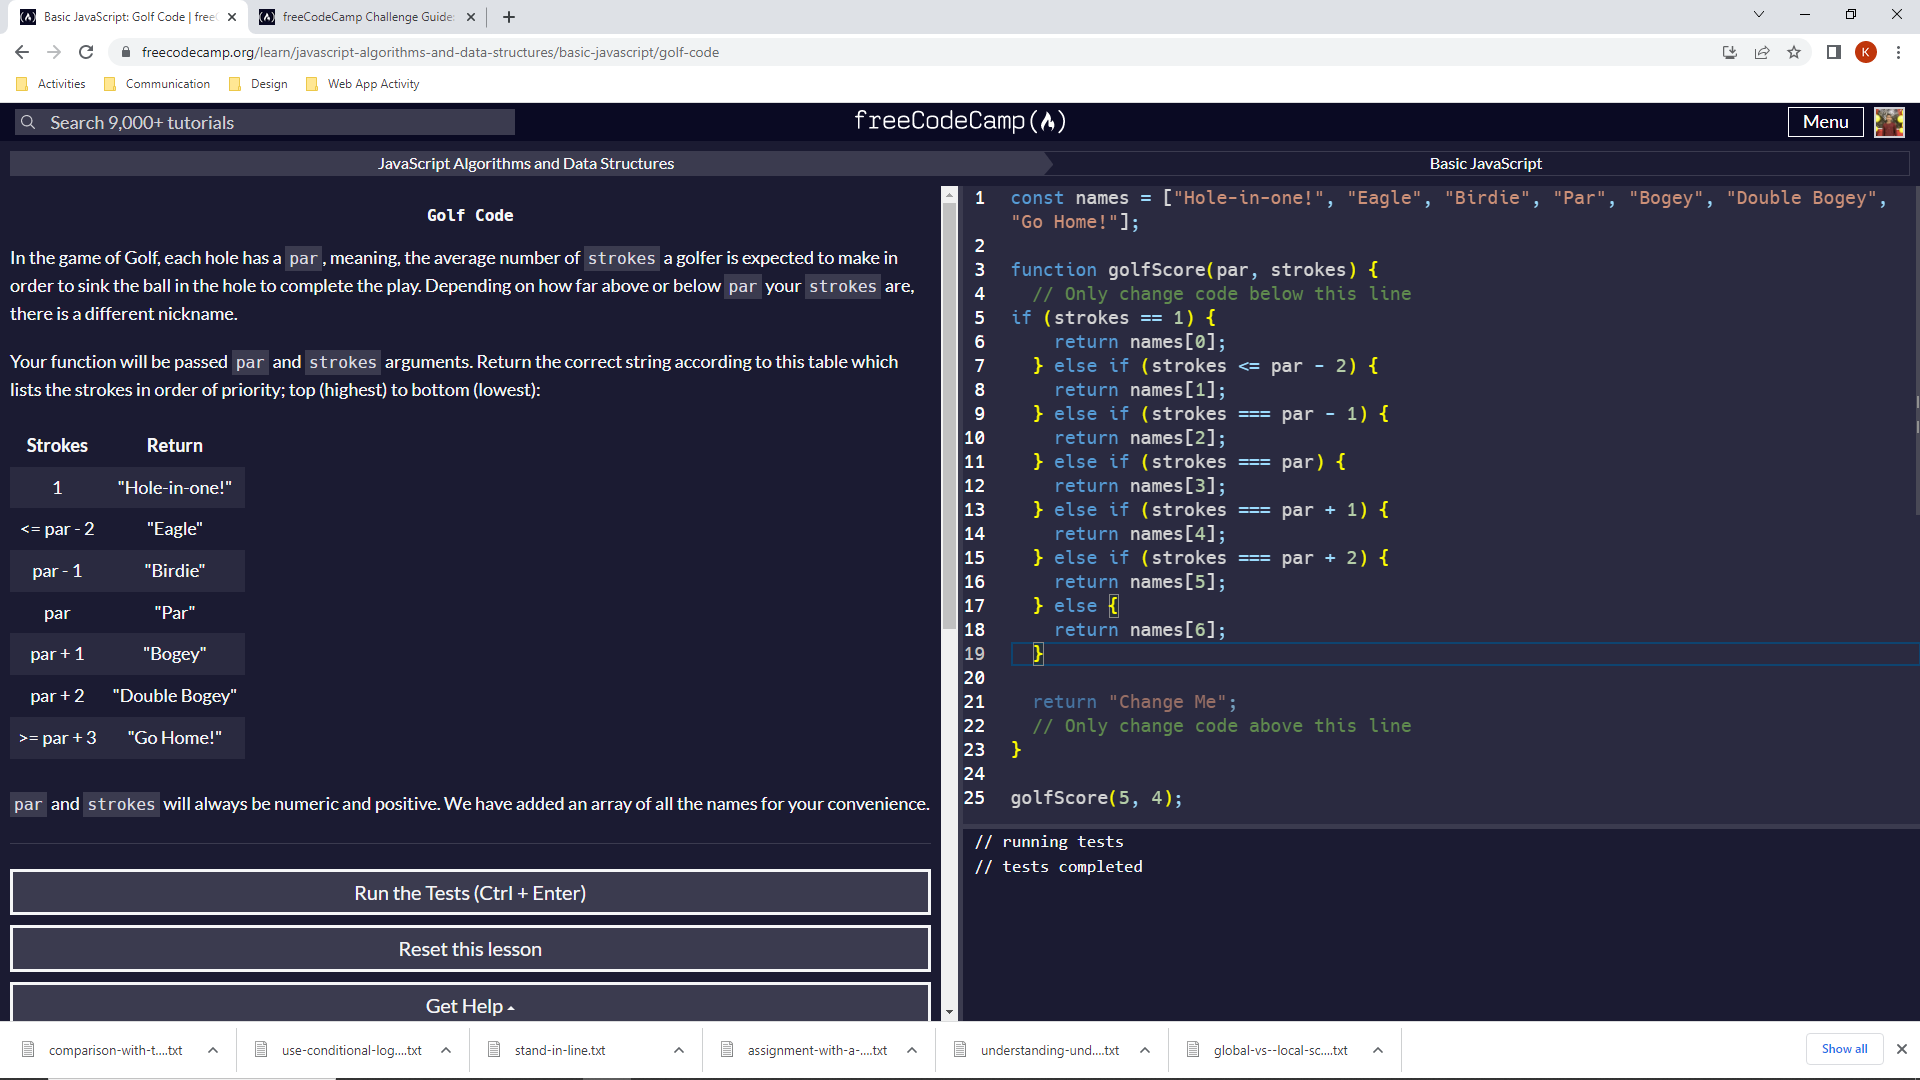 Basic JavaScript: Golf Code | free
freeCodeCamp Challenge Guide:
freecodecamp.org/learn/javascript-algorithms-and-data-structures/basic-javascript/golf-code
K
Activities
Communication
Design
Web App Activity
Search 9,000+ tutorials
freeCodeCamp
Menu
JavaScript Algorithms and Data Structures
Basic JavaScript
Golf Code
In the game of Golf, each hole has a par, meaning, the average number of strokes a golfer is expected to make in
order to sink the ball in the hole to complete the play. Depending on how far above or below par your strokes are,
there is a different nickname.
Your function will be passed par and strokes arguments. Return the correct string according to this table which
lists the strokes in order of priority; top (highest) to bottom (lowest):
Strokes Return
1 "Hole-in-one!"
<= par - 2 "Eagle"
par - 1 "Birdie"
par "Par"
par + 1 "Bogey"
par + 2 "Double Bogey"
>= par + 3 "Go Home!"
par and strokes will always be numeric and positive. We have added an array of all the names for your convenience.
Run the Tests (Ctrl + Enter)
Reset this lesson
Get Help
1 const names = ["Hole-in-one!", "Eagle", "Birdie", "Par", "Bogey", "Double Bogey",
"Go Home!"];
2
3 function golfScore(par, strokes) {
4 // Only change code below this line
5 if (strokes == 1) {
6 return names[0];
7 } else if (strokes <= par - 2) {
8 return names[1];
9 } else if (strokes === par - 1) {
10 return names[2];
11 } else if (strokes === par) {
12 return names[3];
13 } else if (strokes === par + 1) {
14 return names[4];
15 } else if (strokes === par + 2) {
16 return names[5];
17 } else {
18 return names[6];
19 }
20
21 return "Change Me";
22 // Only change code above this line
23 }
24
25 golfScore(5, 4);
// running tests
// tests completed
comparison-with-t....txt
use-conditional-log....txt
stand-in-line.txt
assignment-with-a-....txt
understanding-und....txt
global-vs--local-sc....txt
Show all